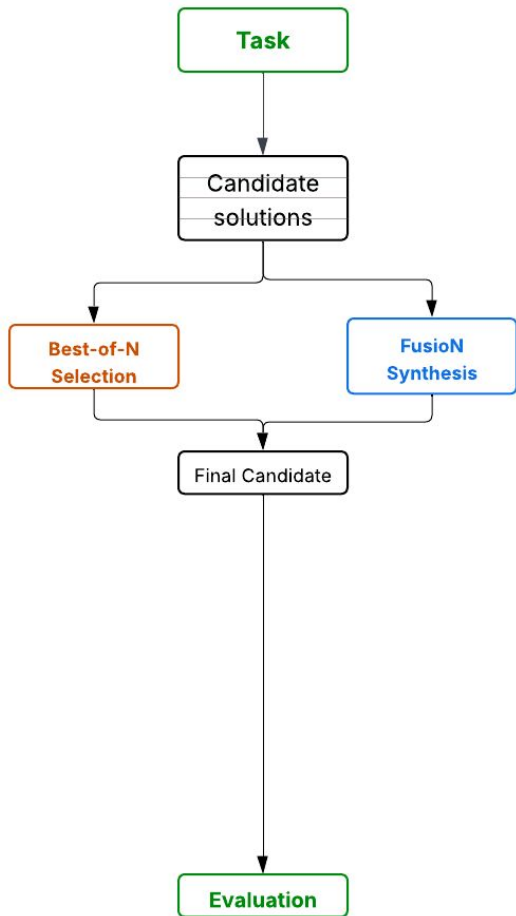 Task
Candidate
solutions
Best-of-N
Selection
FusioN
Synthesis
Final Candidate
Evaluation